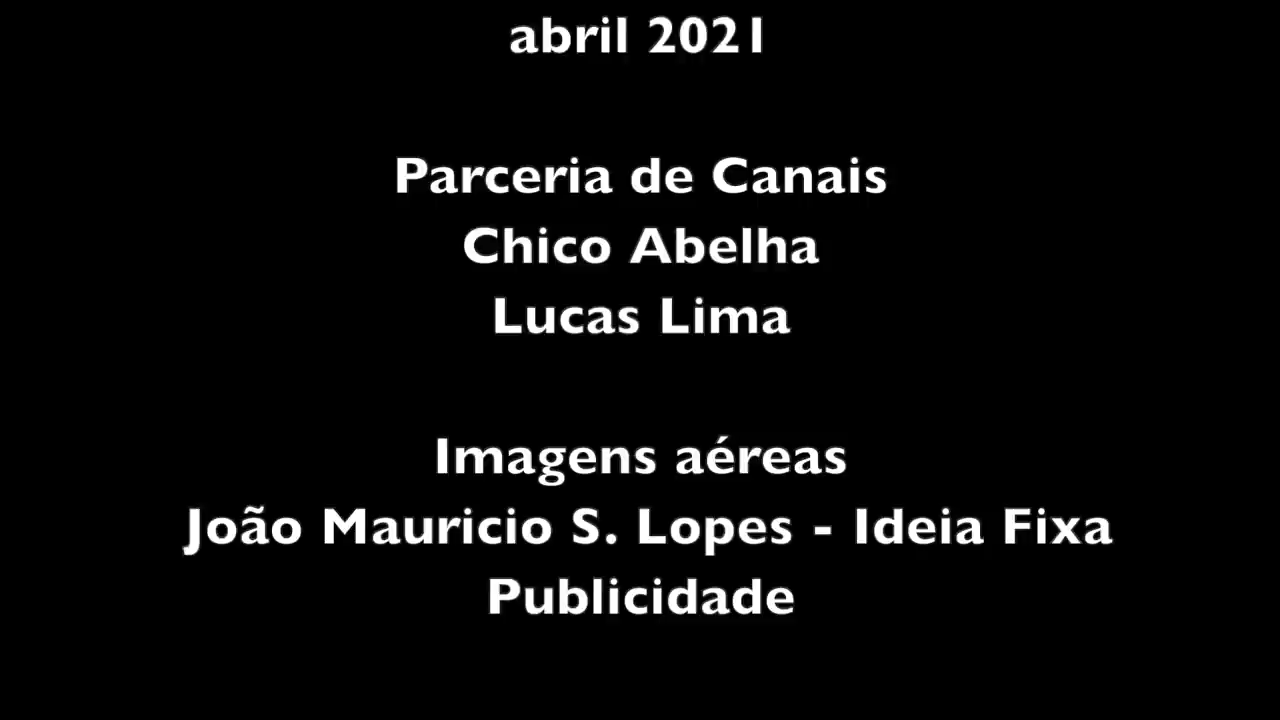 abril 2021
Parceria de Canais
Chico Abelha
Lucas Lima
Imagens aéreas
João Mauricio S. Lopes - Ideia Fixa
Publicidade